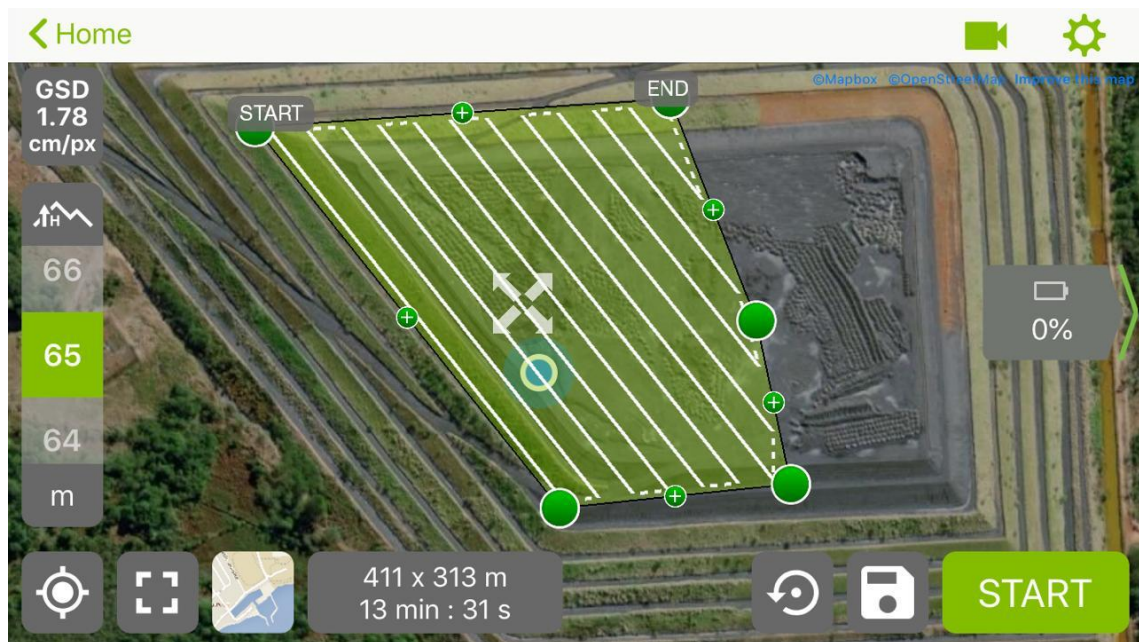 Home
GSD
1.78
cm/px
©Mapbox ©OpenStreetMap Improve this map
START
END
H
66
65
64
m
0%
411 x 313 m
13 min : 31 s
START